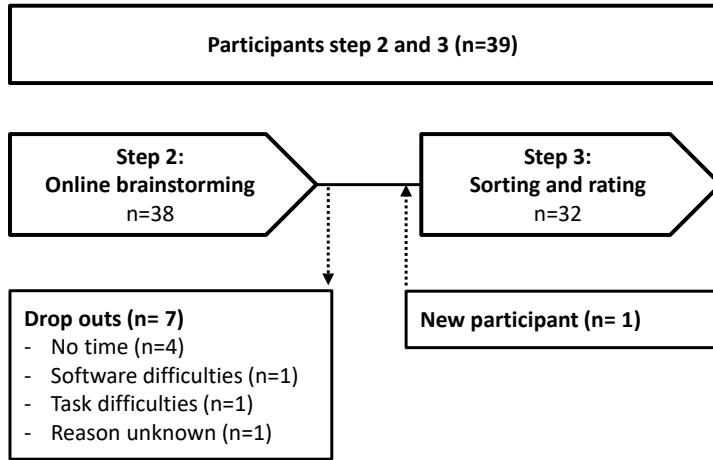 Participants step 2 and 3 (n=39)
Step 2:
Online brainstorming
n=38
Step 3:
Sorting and rating
n=32
Drop outs (n= 7)
- No time (n=4)
- Software difficulties (n=1)
- Task difficulties (n=1)
- Reason unknown (n=1)
New participant (n= 1)